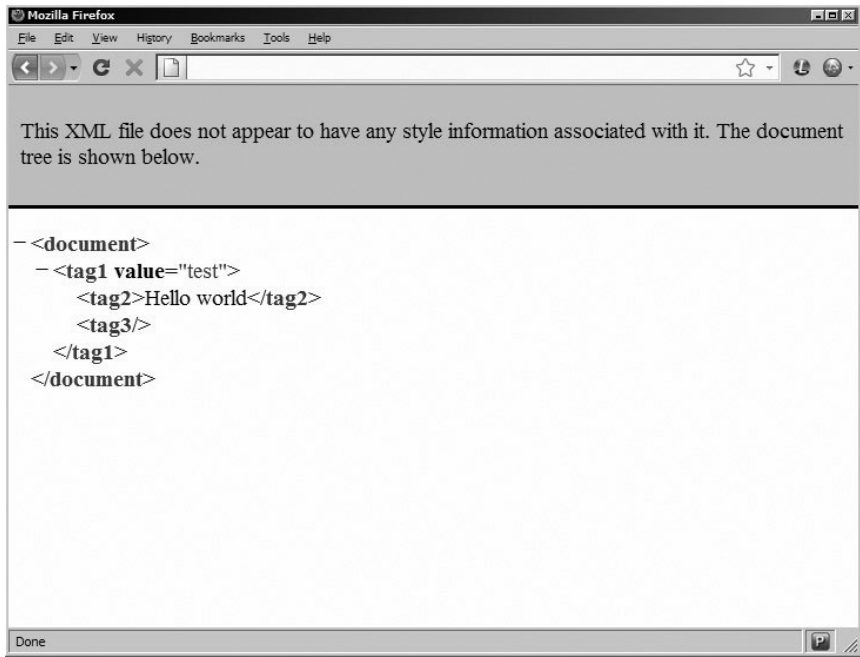 Mozilla Firefox
File Edit View History Bookmarks Tools Help
This XML file does not appear to have any style information associated with it. The document
tree is shown below.
− <document>
− <tag1 value="test">
<tag2>Hello world</tag2>
<tag3/>
</tag1>
</document>
Done
P